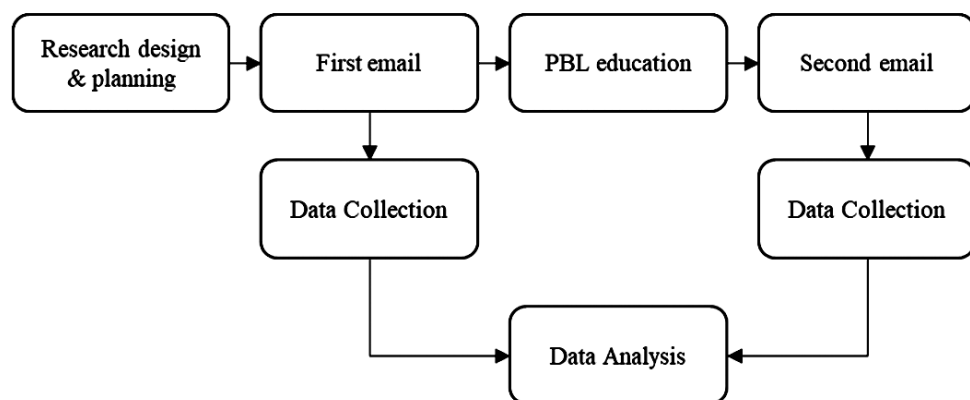 Research design
& planning
First email
PBL education
Second email
Data Collection
Data Collection
Data Analysis